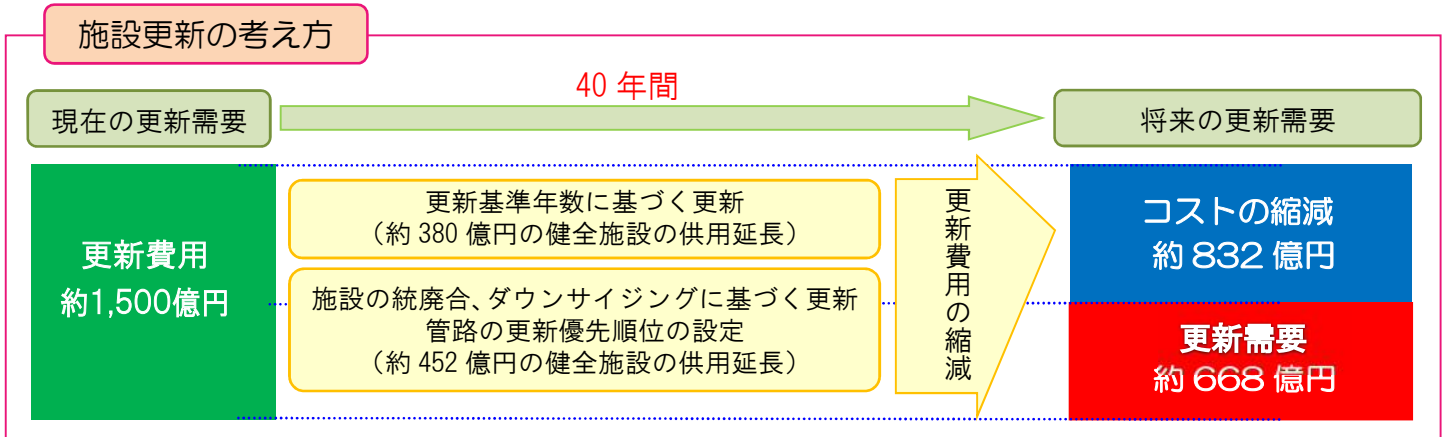 施設更新の考え方
40 年間
現在の更新需要
将来の更新需要
更新費用
約1,500億円
更新基準年数に基づく更新
（約 380 億円の健全施設の供用延長）
施設の統廃合、ダウンサイジングに基づく更新
管路の更新優先順位の設定
（約 452 億円の健全施設の供用延長）
更新費用の縮減
コストの縮減
約 832 億円
更新需要
約 668 億円